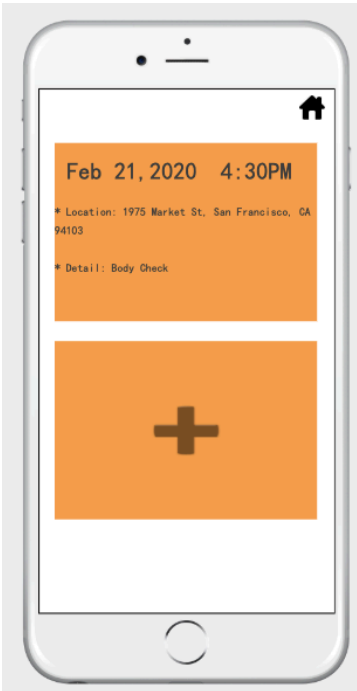 Feb 21,2020  4:30PM
* Location: 1975 Market St, San Francisco, CA
94103
* Detail: Body Check